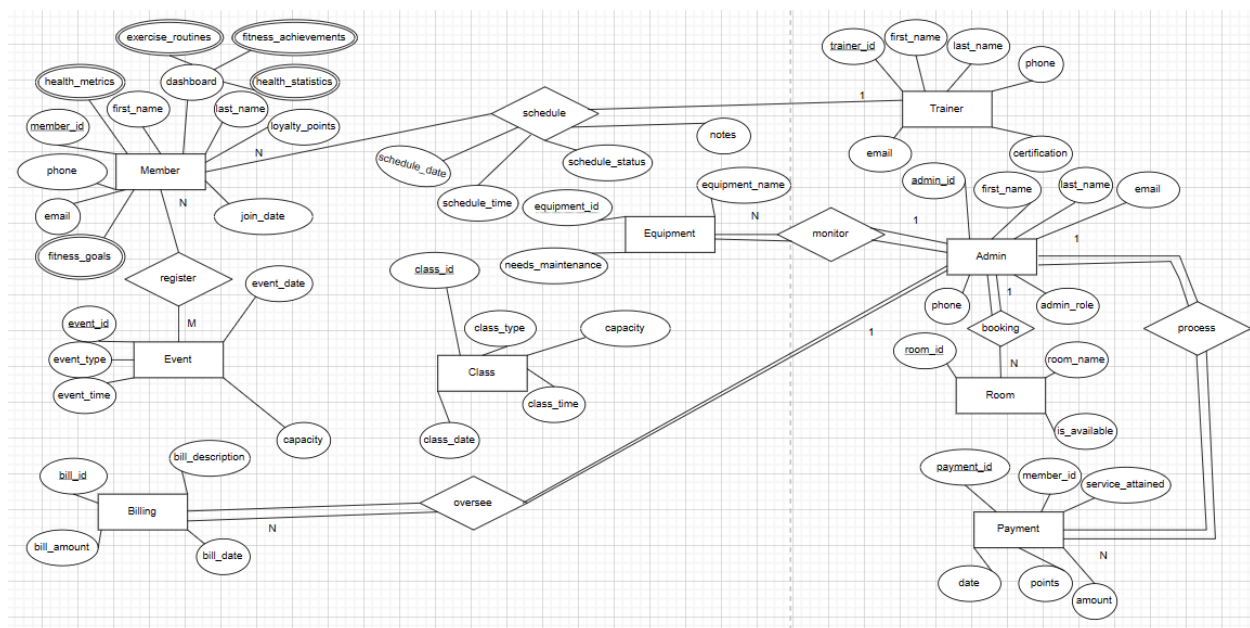 exercise_routines
fitness_achievements
health_metrics
dashboard
health_statistics
first_name
last_name
member_id
loyalty_points
phone
Member
N
email
N
join_date
fitness_goals
register
M
event_date
event_id
event_type
Event
event_time
capacity
schedule
schedule_date
schedule_time
schedule_status
notes
1
trainer_id
first_name
last_name
phone
Trainer
email
certification
equipment_name
equipment_id
Equipment
needs_maintenance
N
monitor
1
admin_id
first_name
last_name
email
1
Admin
phone
admin_role
1
booking
N
process
class_id
class_type
capacity
Class
class_time
class_date
room_id
room_name
Room
is_available
1
bill_id
bill_description
Billing
bill_amount
bill_date
N
oversee
payment_id
member_id
service_attained
Payment
N
date
points
amount